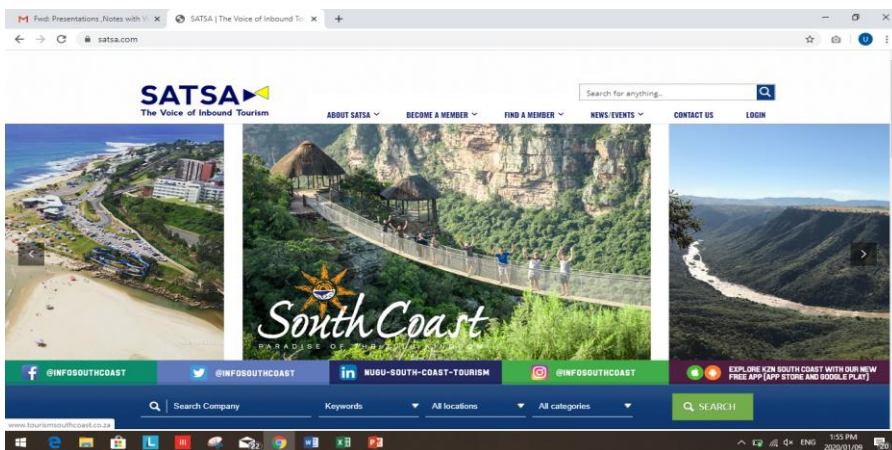 Fwd: Presentations ,Notes with
SATSA | The Voice of Inbound To
satsa.com
U
SATSA
The Voice of Inbound Tourism
Search for anything..
ABOUT SATSA
BECOME A MEMBER
FIND A MEMBER
NEWS/EVENTS
CONTACT US
LOGIN
South Coast
@INFOSOUTHCOAST
@INFOSOUTHCOAST
NUGU-SOUTH-COAST-TOURISM
@INFOSOUTHCOAST
EXPLORE KZN SOUTH COAST WITH OUR NEW
FREE APP (APP STORE AND GOOGLE PLAY)
Search Company
Keywords
All locations
All categories
SEARCH
www.tourismsouthcoast.co.za
ENG
1:55 PM
2020/01/09